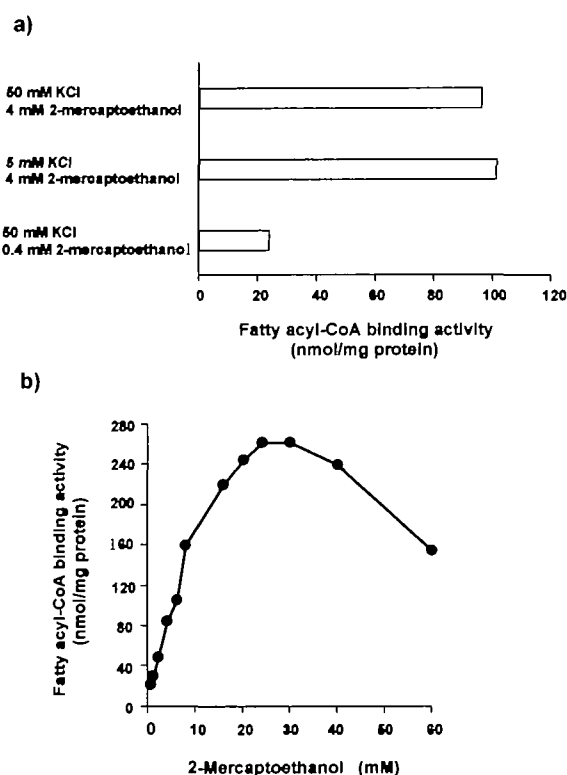 a)
50 mM KCl
4 mM 2-mercaptoethanol
5 mM KCl
4 mM 2-mercaptoethanol
50 mM KCl
0.4 mM 2-mercaptoethanol
0 20 40 60 80 100 120
Fatty acyl-CoA binding activity
(nmol/mg protein)
b)
280
240
200
160
120
80
40
0
Fatty acyl-CoA binding activity
(nmol/mg protein)
0 10 20 30 40 50 60
2-Mercaptoethanol (mM)